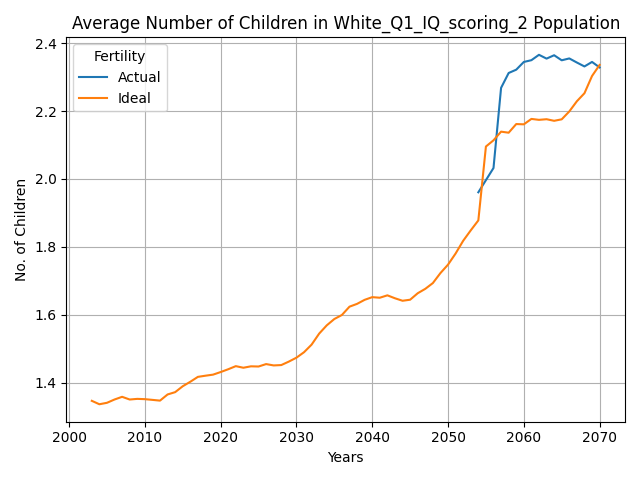 Average Number of Children in White_Q1_IQ_scoring_2 Population
Fertility
Actual
Ideal
No. of Children
2.4
2.2
2.0
1.8
1.6
1.4
2000
2010
2020
2030
2040
2050
2060
2070
Years